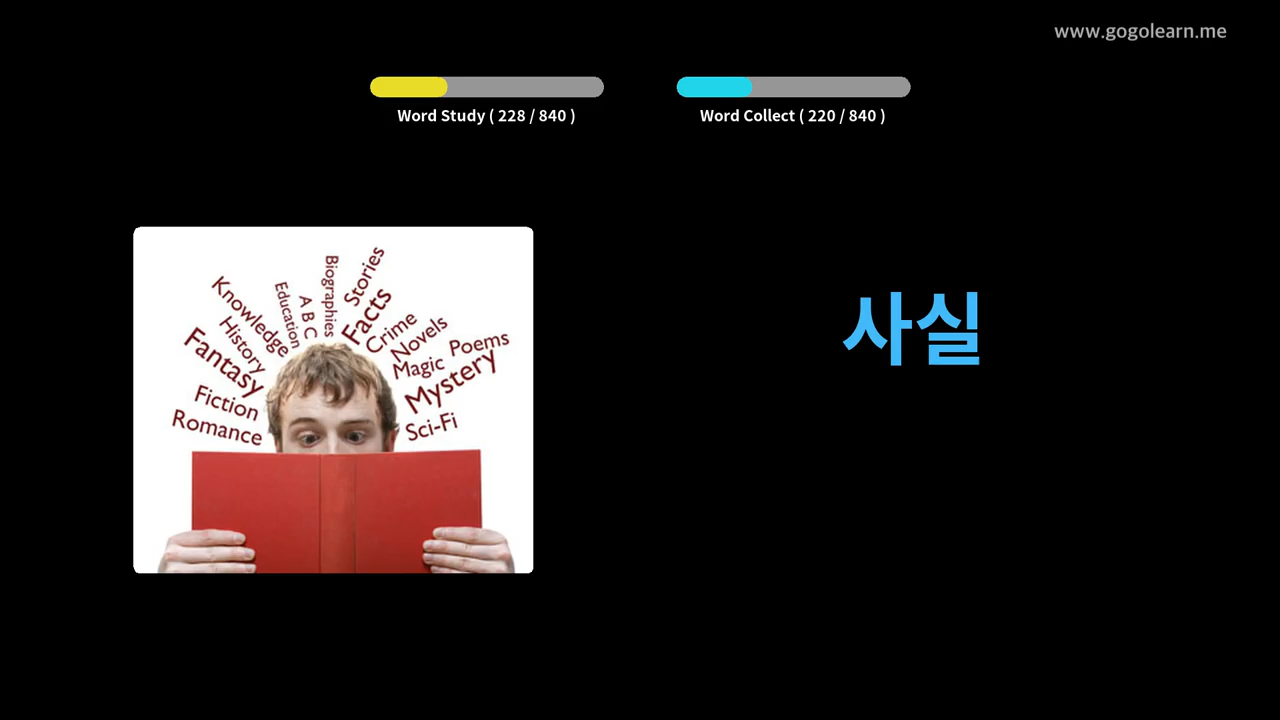 www.gogolearn.me
Word Study ( 228 / 840 )
Word Collect ( 220 / 840 )
사실
Romance
Fiction
Fantasy
History
Knowledge
Education
A B C
Biographies
Stories
Facts
Crime
Novels
Magic
Poems
Mystery
Sci-Fi